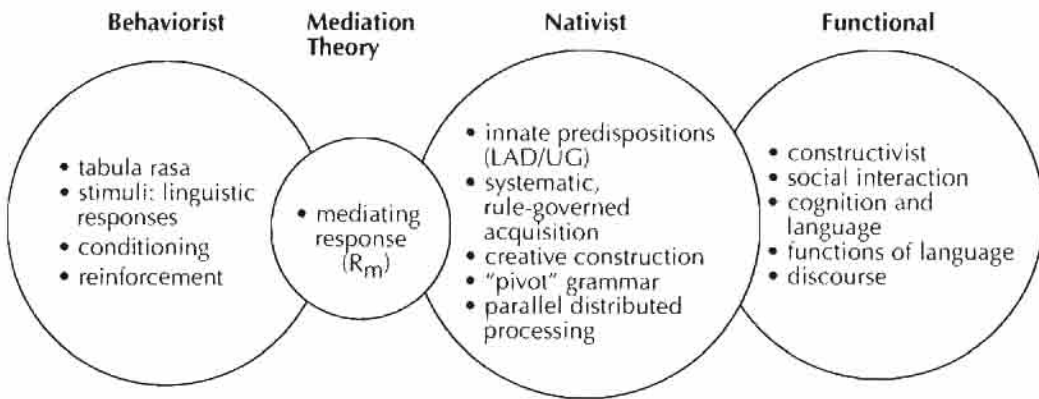 Behaviorist
Mediation
Theory
Nativist
Functional
• tabula rasa
• stimuli: linguistic
responses
• conditioning
• reinforcement
• mediating
response
(Rm)
• innate predispositions
(LAD/UG)
• systematic,
rule-governed
acquisition
• creative construction
• "pivot" grammar
• parallel distributed
processing
• constructivist
• social interaction
• cognition and
language
• functions of language
• discourse